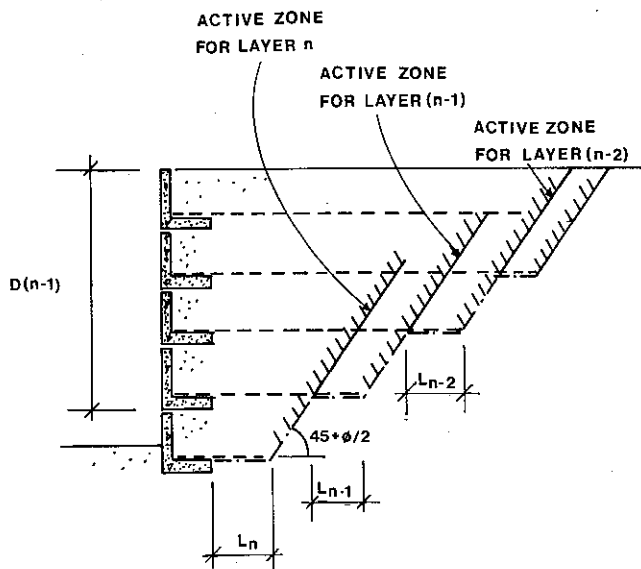 ACTIVE ZONE
FOR LAYER n
ACTIVE ZONE
FOR LAYER (n-1)
ACTIVE ZONE
FOR LAYER (n-2)
D(n-1)
Ln-2
45+ø/2
Ln-1
Ln